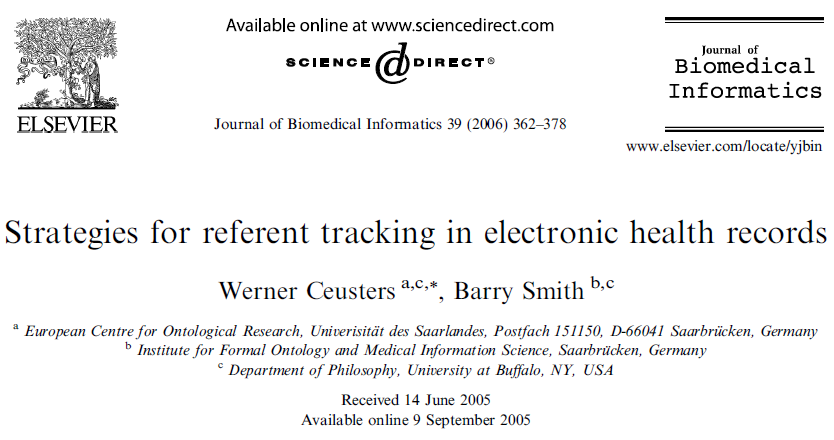 Available online at www.sciencedirect.com
SCIENCE @ DIRECT®
ELSEVIER
Journal of Biomedical Informatics 39 (2006) 362–378
Journal of
Biomedical
Informatics
www.elsevier.com/locate/yjbin
Strategies for referent tracking in electronic health records
Werner Ceusters a,c,*, Barry Smith b,c
a European Centre for Ontological Research, Univerisität des Saarlandes, Postfach 151150, D-66041 Saarbrücken, Germany
b Institute for Formal Ontology and Medical Information Science, Saarbrücken, Germany
c Department of Philosophy, University at Buffalo, NY, USA
Received 14 June 2005
Available online 9 September 2005